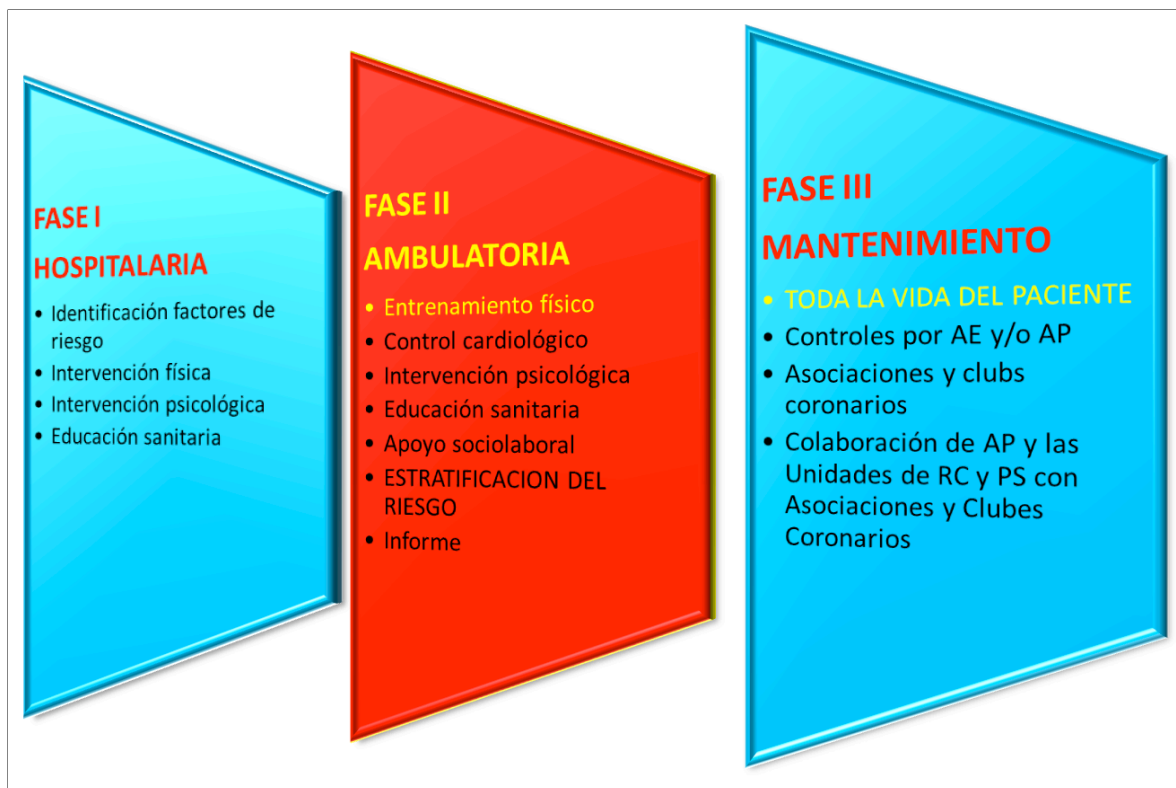 FASE I
HOSPITALARIA
• Identificación factores de
riesgo
• Intervención física
• Intervención psicológica
• Educación sanitaria
FASE II
AMBULATORIA
• Entrenamiento físico
• Control cardiológico
• Intervención psicológica
• Educación sanitaria
• Apoyo sociolaboral
• ESTRATIFICACION DEL
RIESGO
• Informe
FASE III
MANTENIMIENTO
• TODA LA VIDA DEL PACIENTE
• Controles por AE y/o AP
• Asociaciones y clubs
coronarios
• Colaboración de AP y las
Unidades de RC y PS con
Asociaciones y Clubes
Coronarios